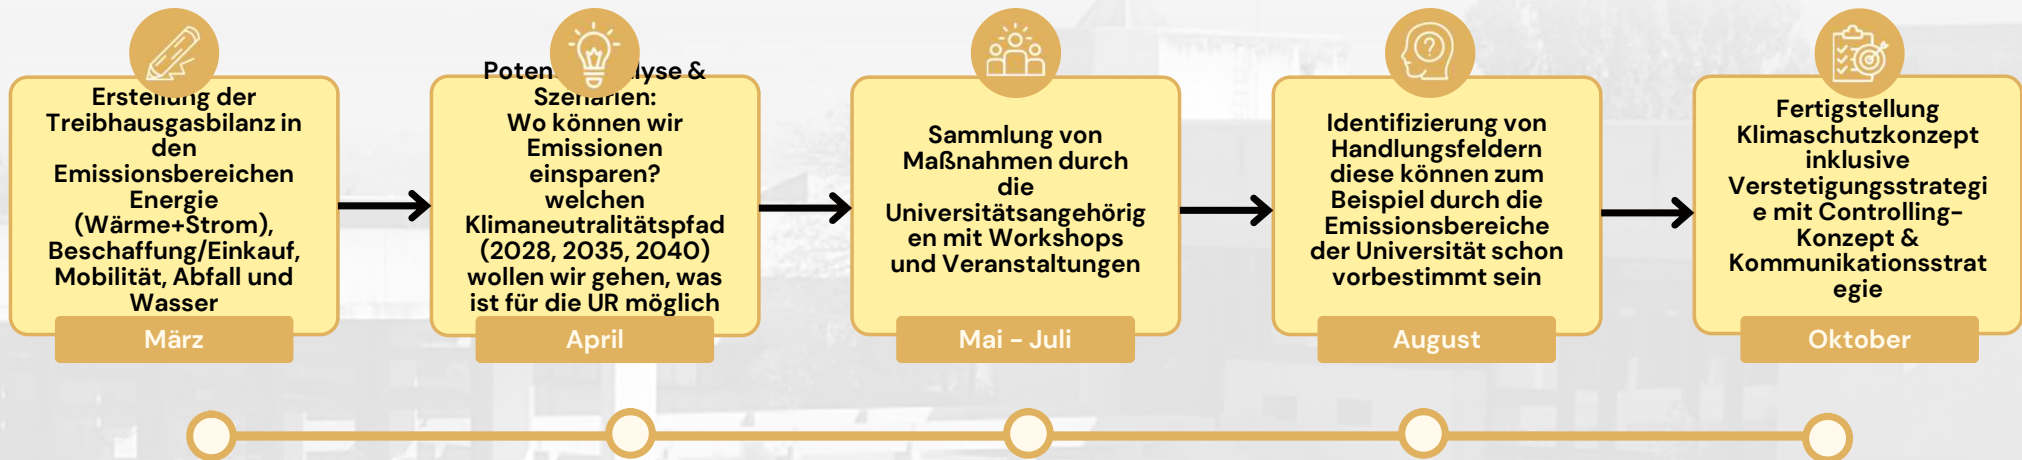 Erstellung der
Treibhausgasbilanz in
den
Emissionsbereichen
Energie
(Wärme+Strom),
Beschaffung/Einkauf,
Mobilität, Abfall und
Wasser
März
lyse &
Szenarien:
Wo können wir
Emissionen
einsparen?
welchen
Klimaneutralitätspfad
(2028, 2035, 2040)
wollen wir gehen, was
ist für die UR möglich
April
Sammlung von
Maßnahmen durch
die
Universitätsangehörig
en mit Workshops
und Veranstaltungen
Mai - Juli
Identifizierung von
Handlungsfeldern
diese können zum
Beispiel durch die
Emissionsbereiche
der Universität schon
vorbestimmt sein
August
Fertigstellung
Klimaschutzkonzept
inklusive
Verstetigungsstrategi
e mit Controlling-
Konzept &
Kommunikationsstrat
egie
Oktober